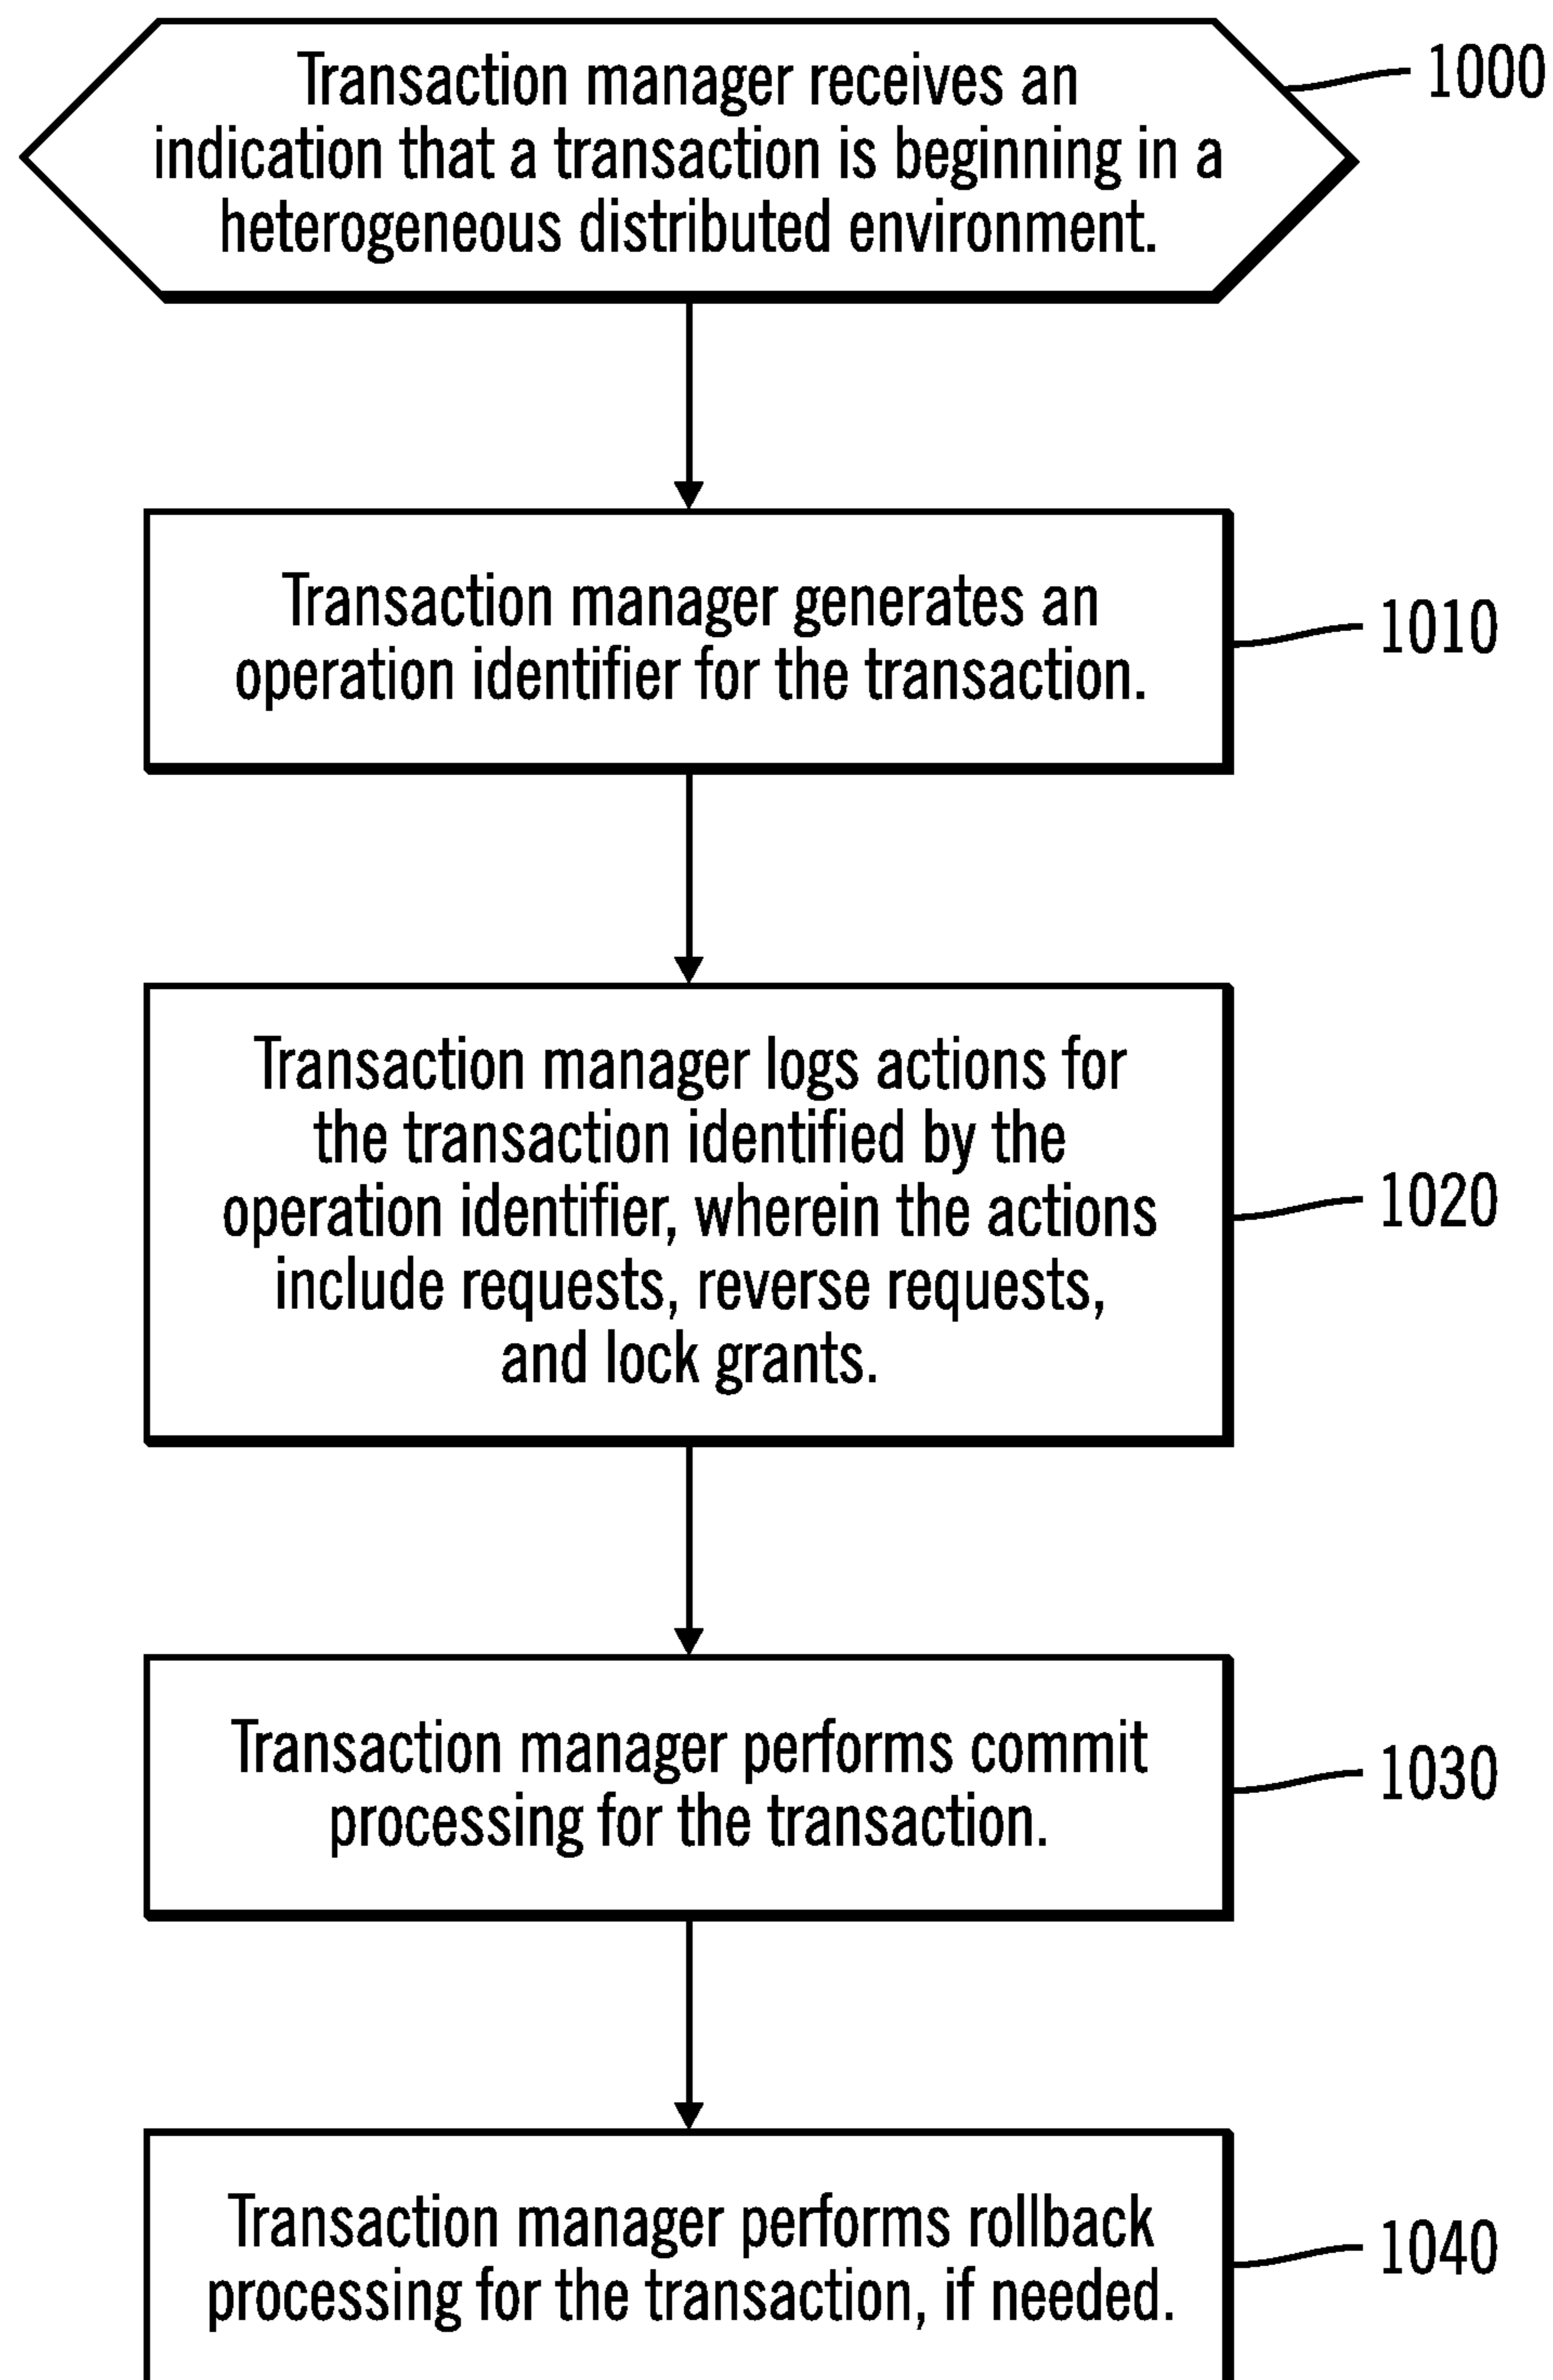 Transaction manager receives an
indication that a transaction is beginning in a
heterogeneous distributed environment.
1000
Transaction manager generates an
operation identifier for the transaction.
1010
Transaction manager logs actions for
the transaction identified by the
operation identifier, wherein the actions
include requests, reverse requests,
and lock grants.
1020
Transaction manager performs commit
processing for the transaction.
1030
Transaction manager performs rollback
processing for the transaction, if needed.
1040